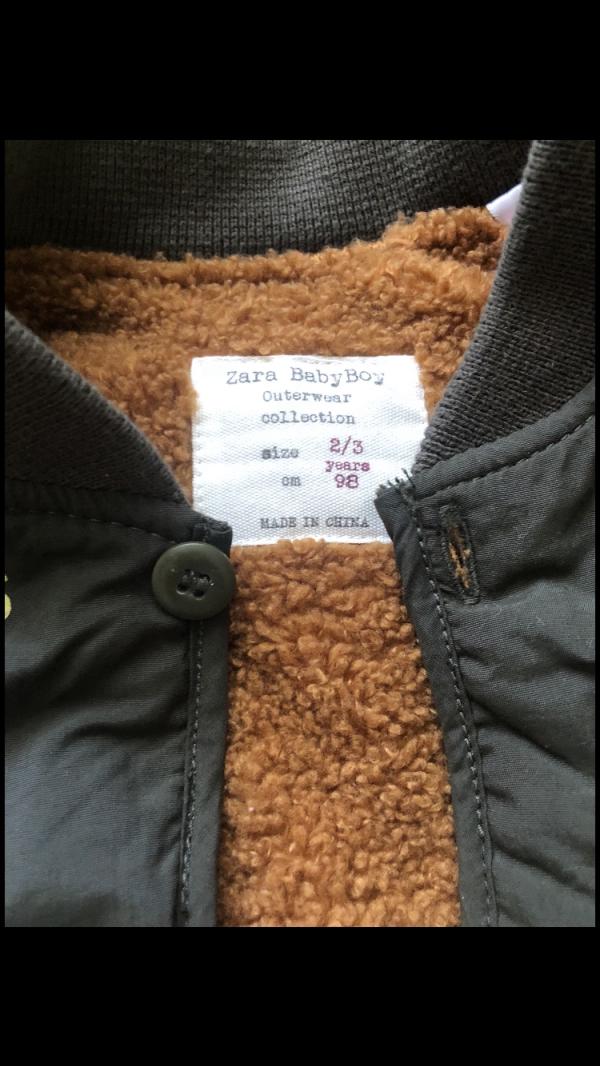 Zara BabyBoy
Outerwear
collection
size 2/3
years
cm 98
MADE IN CHINA